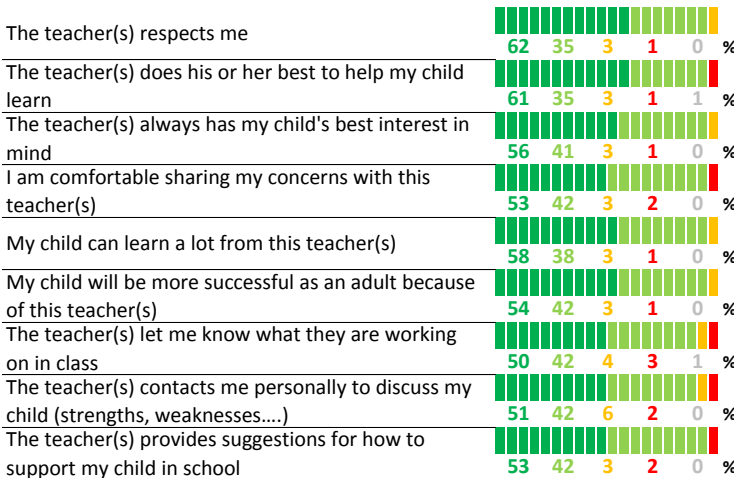 The teacher(s) respects me
62 35 3 1 0 %
The teacher(s) does his or her best to help my child
learn
61 35 3 1 1 %
The teacher(s) always has my child's best interest in
mind
56 41 3 1 0 %
I am comfortable sharing my concerns with this
teacher(s)
53 42 3 2 0 %
My child can learn a lot from this teacher(s)
58 38 3 1 0 %
My child will be more successful as an adult because
of this teacher(s)
54 42 3 1 0 %
The teacher(s) let me know what they are working
on in class
50 42 4 3 1 %
The teacher(s) contacts me personally to discuss my
child (strengths, weaknesses....)
51 42 6 2 0 %
The teacher(s) provides suggestions for how to
support my child in school
53 42 3 2 0 %